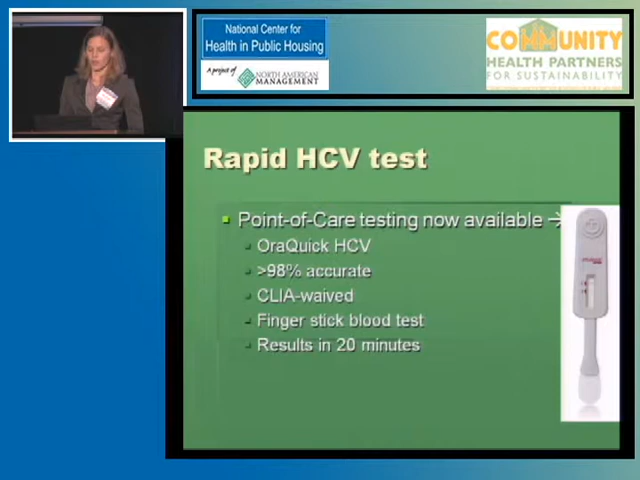 National Center for
Health in Public Housing
A project of
NORTH AMERICAN
MANAGEMENT
COMMUNITY
HEALTH PARTNERS
FOR SUSTAINABILITY
Rapid HCV test
Point-of-Care testing now available →
OraQuick HCV
>98% accurate
CLIA-waived
Finger stick blood test
Results in 20 minutes